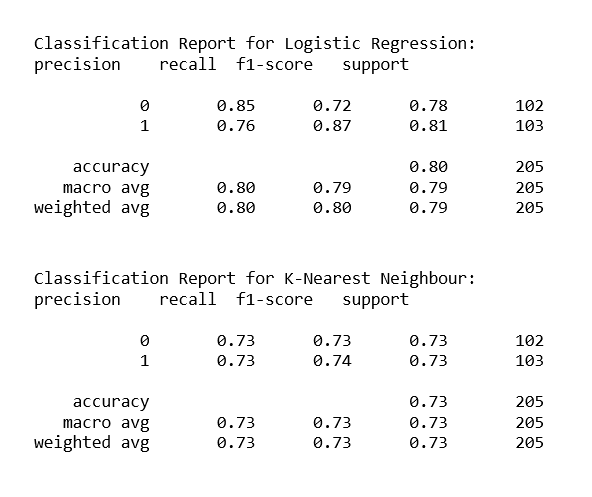 Classification Report for Logistic Regression:
precision    recall  f1-score   support

           0       0.85      0.72      0.78       102
           1       0.76      0.87      0.81       103

    accuracy                           0.80       205
   macro avg       0.80      0.79      0.79       205
weighted avg       0.80      0.80      0.79       205

Classification Report for K-Nearest Neighbour:
precision    recall  f1-score   support

           0       0.73      0.73      0.73       102
           1       0.73      0.74      0.73       103

    accuracy                           0.73       205
   macro avg       0.73      0.73      0.73       205
weighted avg       0.73      0.73      0.73       205